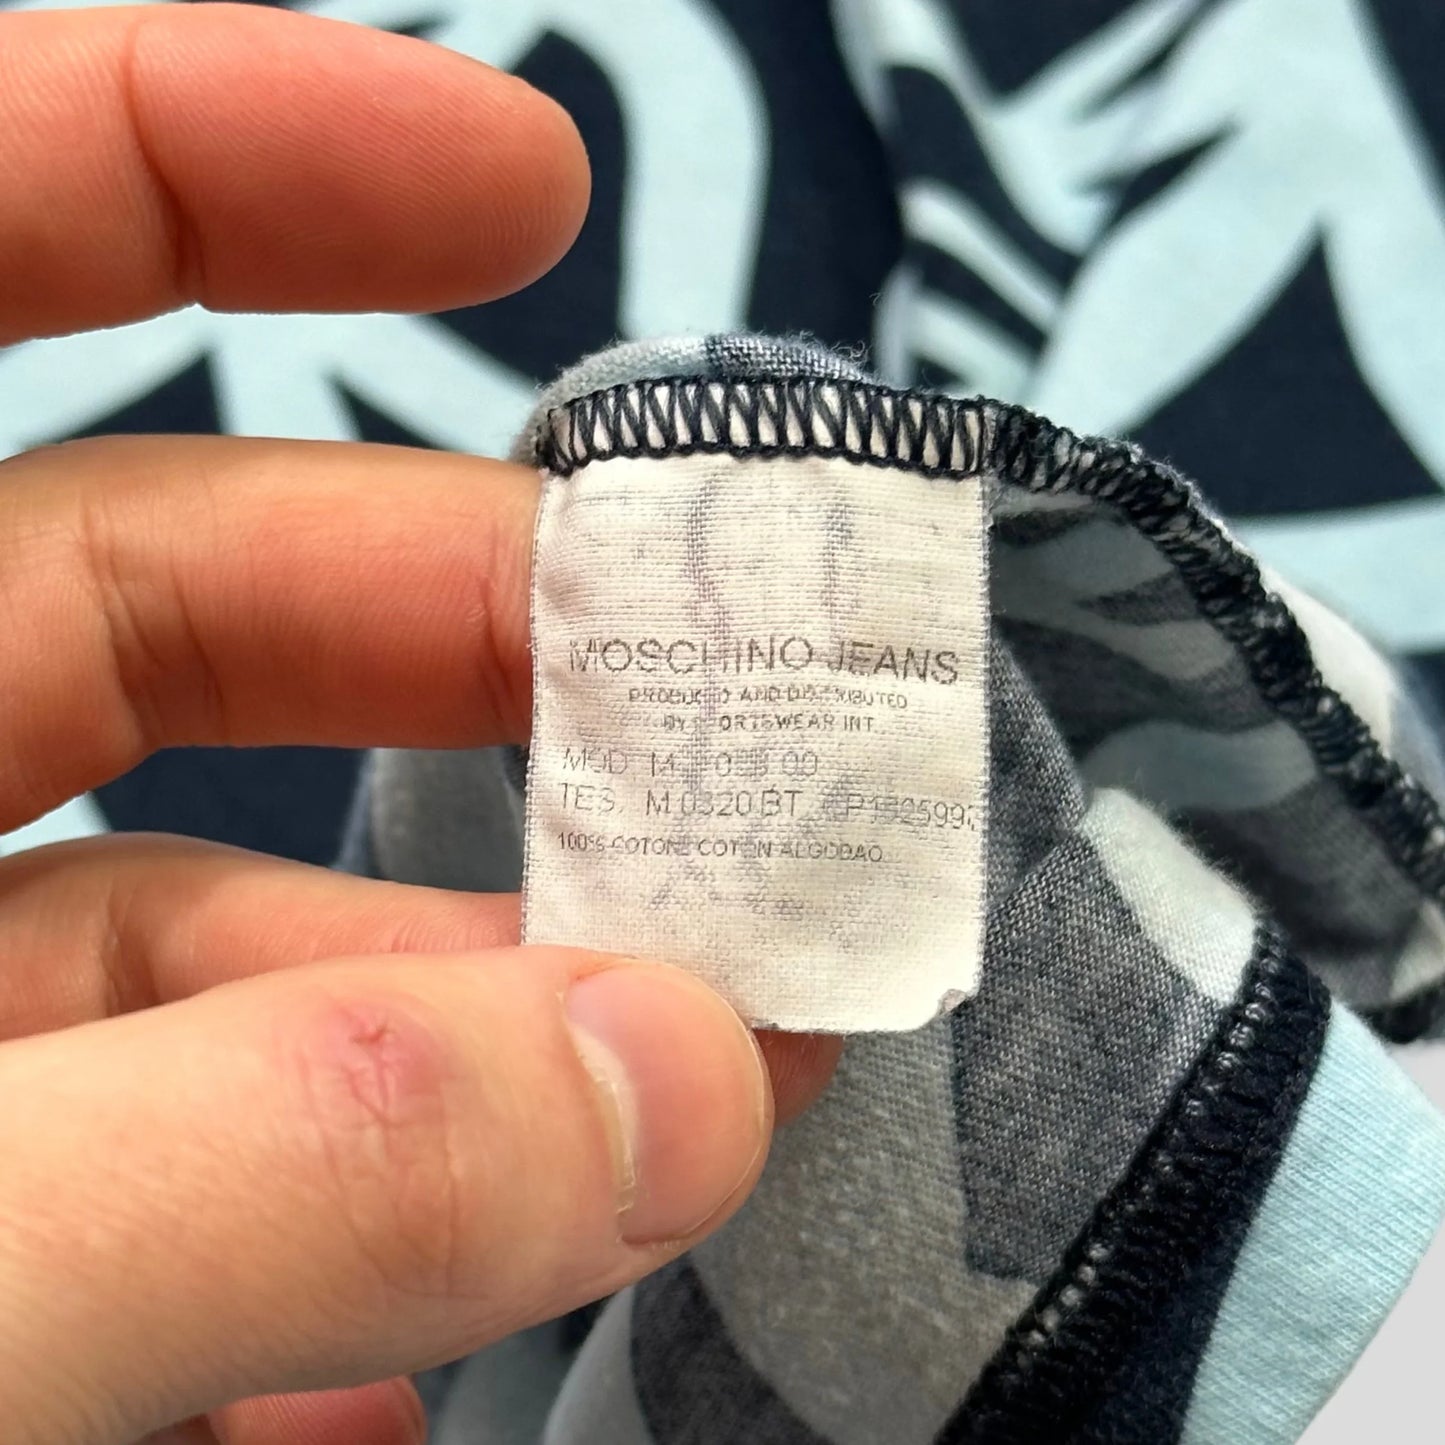 MOSCHINO JEANS
PRODUCED AND DISTRIBUTED
BY SPORTSWEAR INT
MOD. M
TES. M 0320 BT
100% COTONE COTON ALGODAO